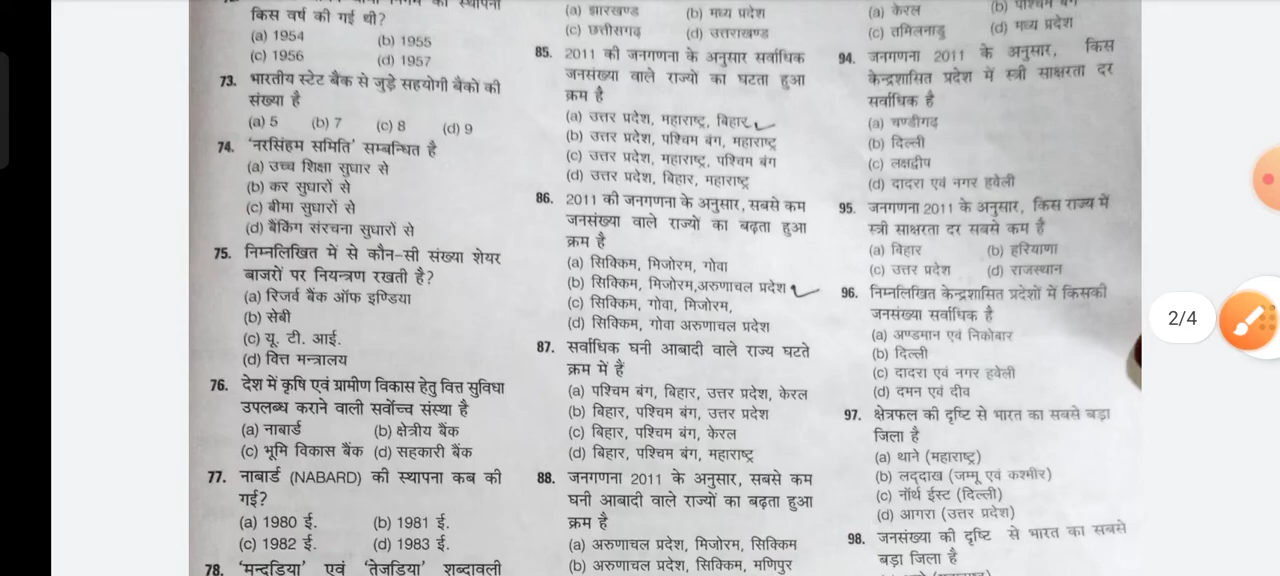 किस वर्ष की गई थी?
(a) 1954 (b) 1955
(c) 1956 (d) 1957
73. भारतीय स्टेट बैंक से जुड़े सहयोगी बैंको की
संख्या है
(a) 5 (b) 7 (c) 8 (d) 9
74. 'नरसिंहम समिति' सम्बन्धित है
(a) उच्च शिक्षा सुधार से
(b) कर सुधारों से
(c) बीमा सुधारों से
(d) बैंकिंग संरचना सुधारों से
75. निम्नलिखित में से कौन-सी संख्या शेयर
बाजरों पर नियन्त्रण रखती है?
(a) रिजर्व बैंक ऑफ इण्डिया
(b) सेबी
(c) यू. टी. आई.
(d) वित्त मन्त्रालय
76. देश में कृषि एवं ग्रामीण विकास हेतु वित्त सुविधा
उपलब्ध कराने वाली सर्वोच्च संस्था है
(a) नाबार्ड (b) क्षेत्रीय बैंक
(c) भूमि विकास बैंक (d) सहकारी बैंक
77. नाबार्ड (NABARD) की स्थापना कब की
गई?
(a) 1980 ई. (b) 1981 ई.
(c) 1982 ई. (d) 1983 ई.
78. 'मन्दड़िया' एवं 'तेजड़िया' शब्दावली
(a) झारखण्ड (b) मध्य प्रदेश
(c) छत्तीसगढ़ (d) उत्तराखण्ड
85. 2011 की जनगणना के अनुसार सर्वाधिक
जनसंख्या वाले राज्यो का घटता हुआ
क्रम है
(a) उत्तर प्रदेश, महाराष्ट्र, बिहार
(b) उत्तर प्रदेश, पश्चिम बंग, महाराष्ट्र
(c) उत्तर प्रदेश, महाराष्ट्र, पश्चिम बंग
(d) उत्तर प्रदेश, बिहार, महाराष्ट्र
86. 2011 की जनगणना के अनुसार, सबसे कम
जनसंख्या वाले राज्यों का बढ़ता हुआ
क्रम है
(a) सिक्किम, मिजोरम, गोवा
(b) सिक्किम, मिजोरम,अरुणाचल प्रदेश
(c) सिक्किम, गोवा, मिजोरम,
(d) सिक्किम, गोवा अरुणाचल प्रदेश
87. सर्वाधिक घनी आबादी वाले राज्य घटते
क्रम में हैं
(a) पश्चिम बंग, बिहार, उत्तर प्रदेश, केरल
(b) बिहार, पश्चिम बंग, उत्तर प्रदेश
(c) बिहार, पश्चिम बंग, केरल
(d) बिहार, पश्चिम बंग, महाराष्ट्र
88. जनगणना 2011 के अनुसार, सबसे कम
घनी आबादी वाले राज्यों का बढ़ता हुआ
क्रम है
(a) अरुणाचल प्रदेश, मिजोरम, सिक्किम
(b) अरुणाचल प्रदेश, सिक्किम, मणिपुर
(a) केरल (b)
(c) तमिलनाडु (d) मध्य प्रदेश
94. जनगणना 2011 के अनुसार, किस
केन्द्रशासित प्रदेश में स्त्री साक्षरता दर
सर्वाधिक है
(a) चण्डीगढ़
(b) दिल्ली
(c) लक्षद्वीप
(d) दादरा एवं नगर हवेली
95. जनगणना 2011 के अनुसार, किस राज्य में
स्त्री साक्षरता दर सबसे कम है
(a) बिहार (b) हरियाणा
(c) उत्तर प्रदेश (d) राजस्थान
96. निम्नलिखित केन्द्रशासित प्रदेशों में किसकी
जनसंख्या सर्वाधिक है
(a) अण्डमान एवं निकोबार
(b) दिल्ली
(c) दादरा एवं नगर हवेली
(d) दमन एवं दीव
97. क्षेत्रफल की दृष्टि से भारत का सबसे बड़ा
जिला है
(a) थाने (महाराष्ट्र)
(b) लद्दाख (जम्मू एवं कश्मीर)
(c) नॉर्थ ईस्ट (दिल्ली)
(d) आगरा (उत्तर प्रदेश)
98. जनसंख्या की दृष्टि से भारत का सबसे
बड़ा जिला है
2/4